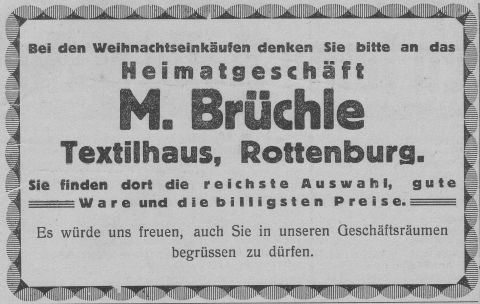 Bei den Weihnachtseinkäufen denken Sie bitte an das
Heimatgeschäft
M. Brüchle
Textilhaus, Rottenburg.
Sie finden dort die reichste Auswahl, gute
Ware und die billigsten Preise.
Es würde uns freuen, auch Sie in unseren Geschäftsräumen
begrüssen zu dürfen.